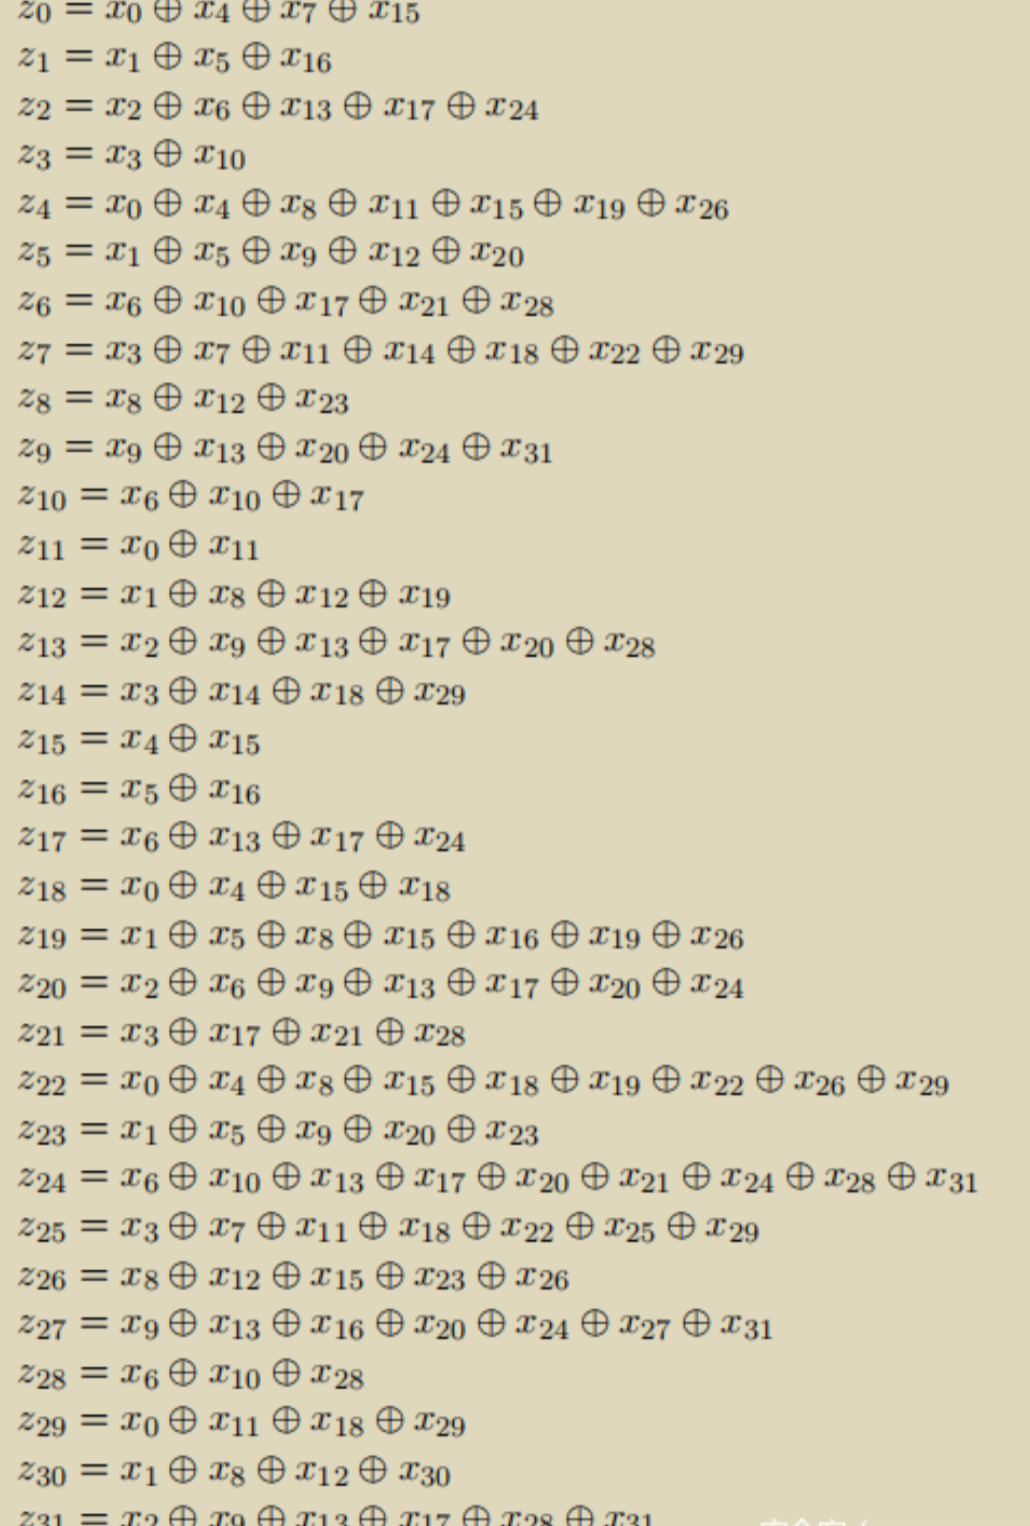 z₀ = x₀ ⊕ x₄ ⊕ x₇ ⊕ x₁₅
z₁ = x₁ ⊕ x₅ ⊕ x₁₆
z₂ = x₂ ⊕ x₆ ⊕ x₁₃ ⊕ x₁₇ ⊕ x₂₄
z₃ = x₃ ⊕ x₁₀
z₄ = x₀ ⊕ x₄ ⊕ x₈ ⊕ x₁₁ ⊕ x₁₅ ⊕ x₁₉ ⊕ x₂₆
z₅ = x₁ ⊕ x₅ ⊕ x₉ ⊕ x₁₂ ⊕ x₂₀
z₆ = x₆ ⊕ x₁₀ ⊕ x₁₇ ⊕ x₂₁ ⊕ x₂₈
z₇ = x₃ ⊕ x₇ ⊕ x₁₁ ⊕ x₁₄ ⊕ x₁₈ ⊕ x₂₂ ⊕ x₂₉
z₈ = x₈ ⊕ x₁₂ ⊕ x₂₃
z₉ = x₉ ⊕ x₁₃ ⊕ x₂₀ ⊕ x₂₄ ⊕ x₃₁
z₁₀ = x₆ ⊕ x₁₀ ⊕ x₁₇
z₁₁ = x₀ ⊕ x₁₁
z₁₂ = x₁ ⊕ x₈ ⊕ x₁₂ ⊕ x₁₉
z₁₃ = x₂ ⊕ x₉ ⊕ x₁₃ ⊕ x₁₇ ⊕ x₂₀ ⊕ x₂₈
z₁₄ = x₃ ⊕ x₁₄ ⊕ x₁₈ ⊕ x₂₉
z₁₅ = x₄ ⊕ x₁₅
z₁₆ = x₅ ⊕ x₁₆
z₁₇ = x₆ ⊕ x₁₃ ⊕ x₁₇ ⊕ x₂₄
z₁₈ = x₀ ⊕ x₄ ⊕ x₁₅ ⊕ x₁₈
z₁₉ = x₁ ⊕ x₅ ⊕ x₈ ⊕ x₁₅ ⊕ x₁₆ ⊕ x₁₉ ⊕ x₂₆
z₂₀ = x₂ ⊕ x₆ ⊕ x₉ ⊕ x₁₃ ⊕ x₁₇ ⊕ x₂₀ ⊕ x₂₄
z₂₁ = x₃ ⊕ x₁₇ ⊕ x₂₁ ⊕ x₂₈
z₂₂ = x₀ ⊕ x₄ ⊕ x₈ ⊕ x₁₅ ⊕ x₁₈ ⊕ x₁₉ ⊕ x₂₂ ⊕ x₂₆ ⊕ x₂₉
z₂₃ = x₁ ⊕ x₅ ⊕ x₉ ⊕ x₂₀ ⊕ x₂₃
z₂₄ = x₆ ⊕ x₁₀ ⊕ x₁₃ ⊕ x₁₇ ⊕ x₂₀ ⊕ x₂₁ ⊕ x₂₄ ⊕ x₂₈ ⊕ x₃₁
z₂₅ = x₃ ⊕ x₇ ⊕ x₁₁ ⊕ x₁₈ ⊕ x₂₂ ⊕ x₂₅ ⊕ x₂₉
z₂₆ = x₈ ⊕ x₁₂ ⊕ x₁₅ ⊕ x₂₃ ⊕ x₂₆
z₂₇ = x₉ ⊕ x₁₃ ⊕ x₁₆ ⊕ x₂₀ ⊕ x₂₄ ⊕ x₂₇ ⊕ x₃₁
z₂₈ = x₆ ⊕ x₁₀ ⊕ x₂₈
z₂₉ = x₀ ⊕ x₁₁ ⊕ x₁₈ ⊕ x₂₉
z₃₀ = x₁ ⊕ x₈ ⊕ x₁₂ ⊕ x₃₀
z₃₁ = x₂ ⊕ x₉ ⊕ x₁₃ ⊕ x₁₇ ⊕ x₂₈ ⊕ x₃₁